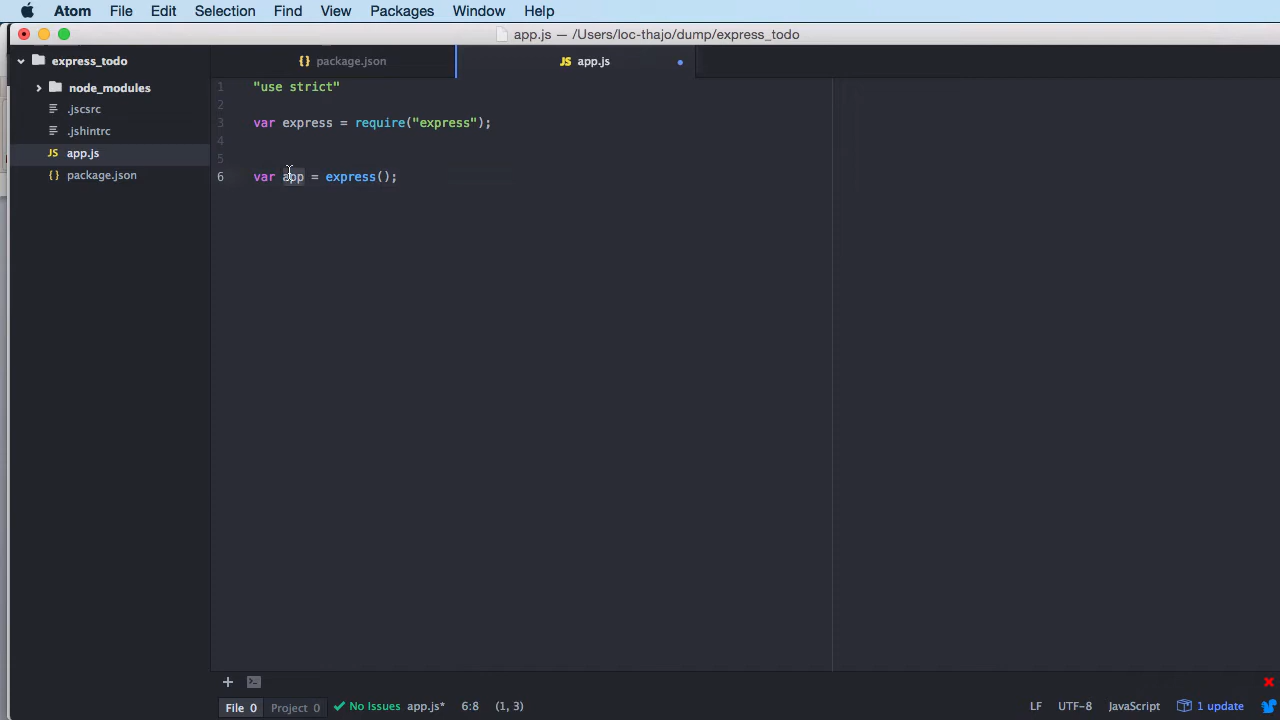 Atom File Edit Selection Find View Packages Window Help
app.js — /Users/loc-thajo/dump/express_todo
express_todo
node_modules
.jscsrc
.jshintrc
JS app.js
{} package.json
{} package.json
JS app.js
1 "use strict"
2
3 var express = require("express");
4
5
6 var app = express();
File 0 Project 0 No Issues app.js* 6:8 (1, 3) LF UTF-8 JavaScript 1 update